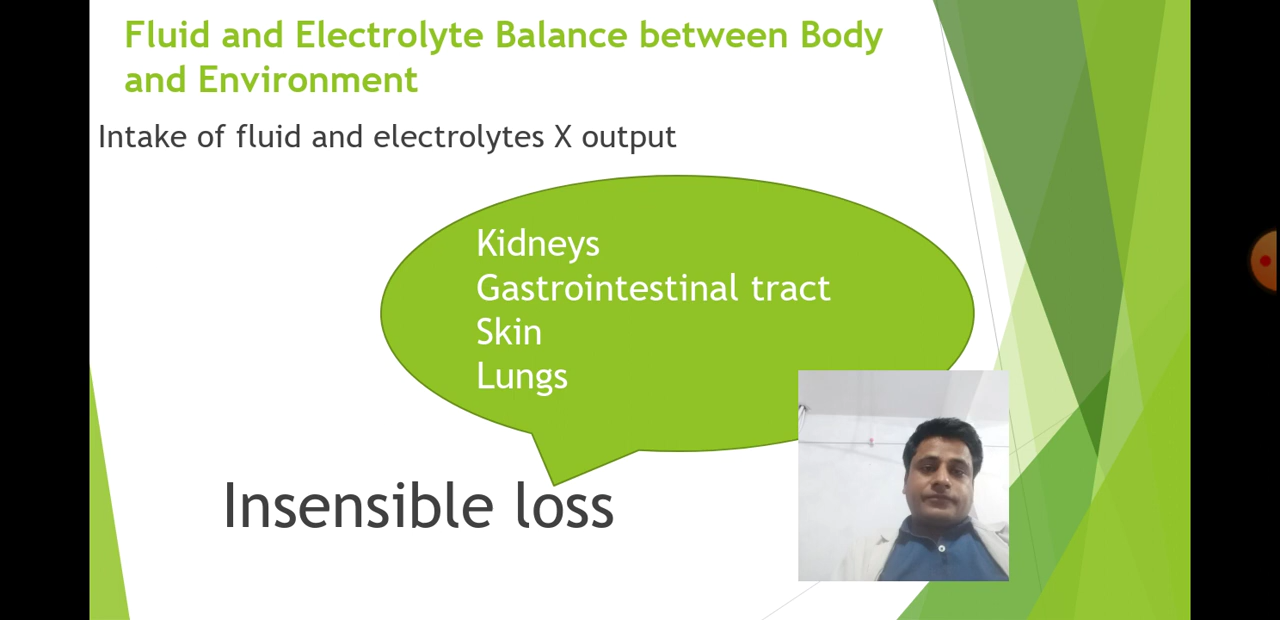 Fluid and Electrolyte Balance between Body
and Environment
Intake of fluid and electrolytes X output
Kidneys
Gastrointestinal tract
Skin
Lungs
Insensible loss